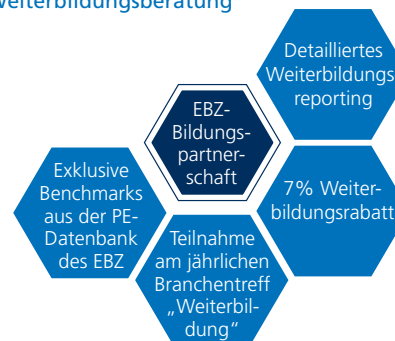 Weiterbildungsberatung
Detailliertes
Weiterbildungs
reporting
EBZ-
Bildungs-
partner-
schaft
Exklusive
Benchmarks
aus der PE-
Datenbank
des EBZ
7% Weiter-
bildungsrabatt
Teilnahme
am jährlichen
Branchentreff
„Weiterbil-
dung“